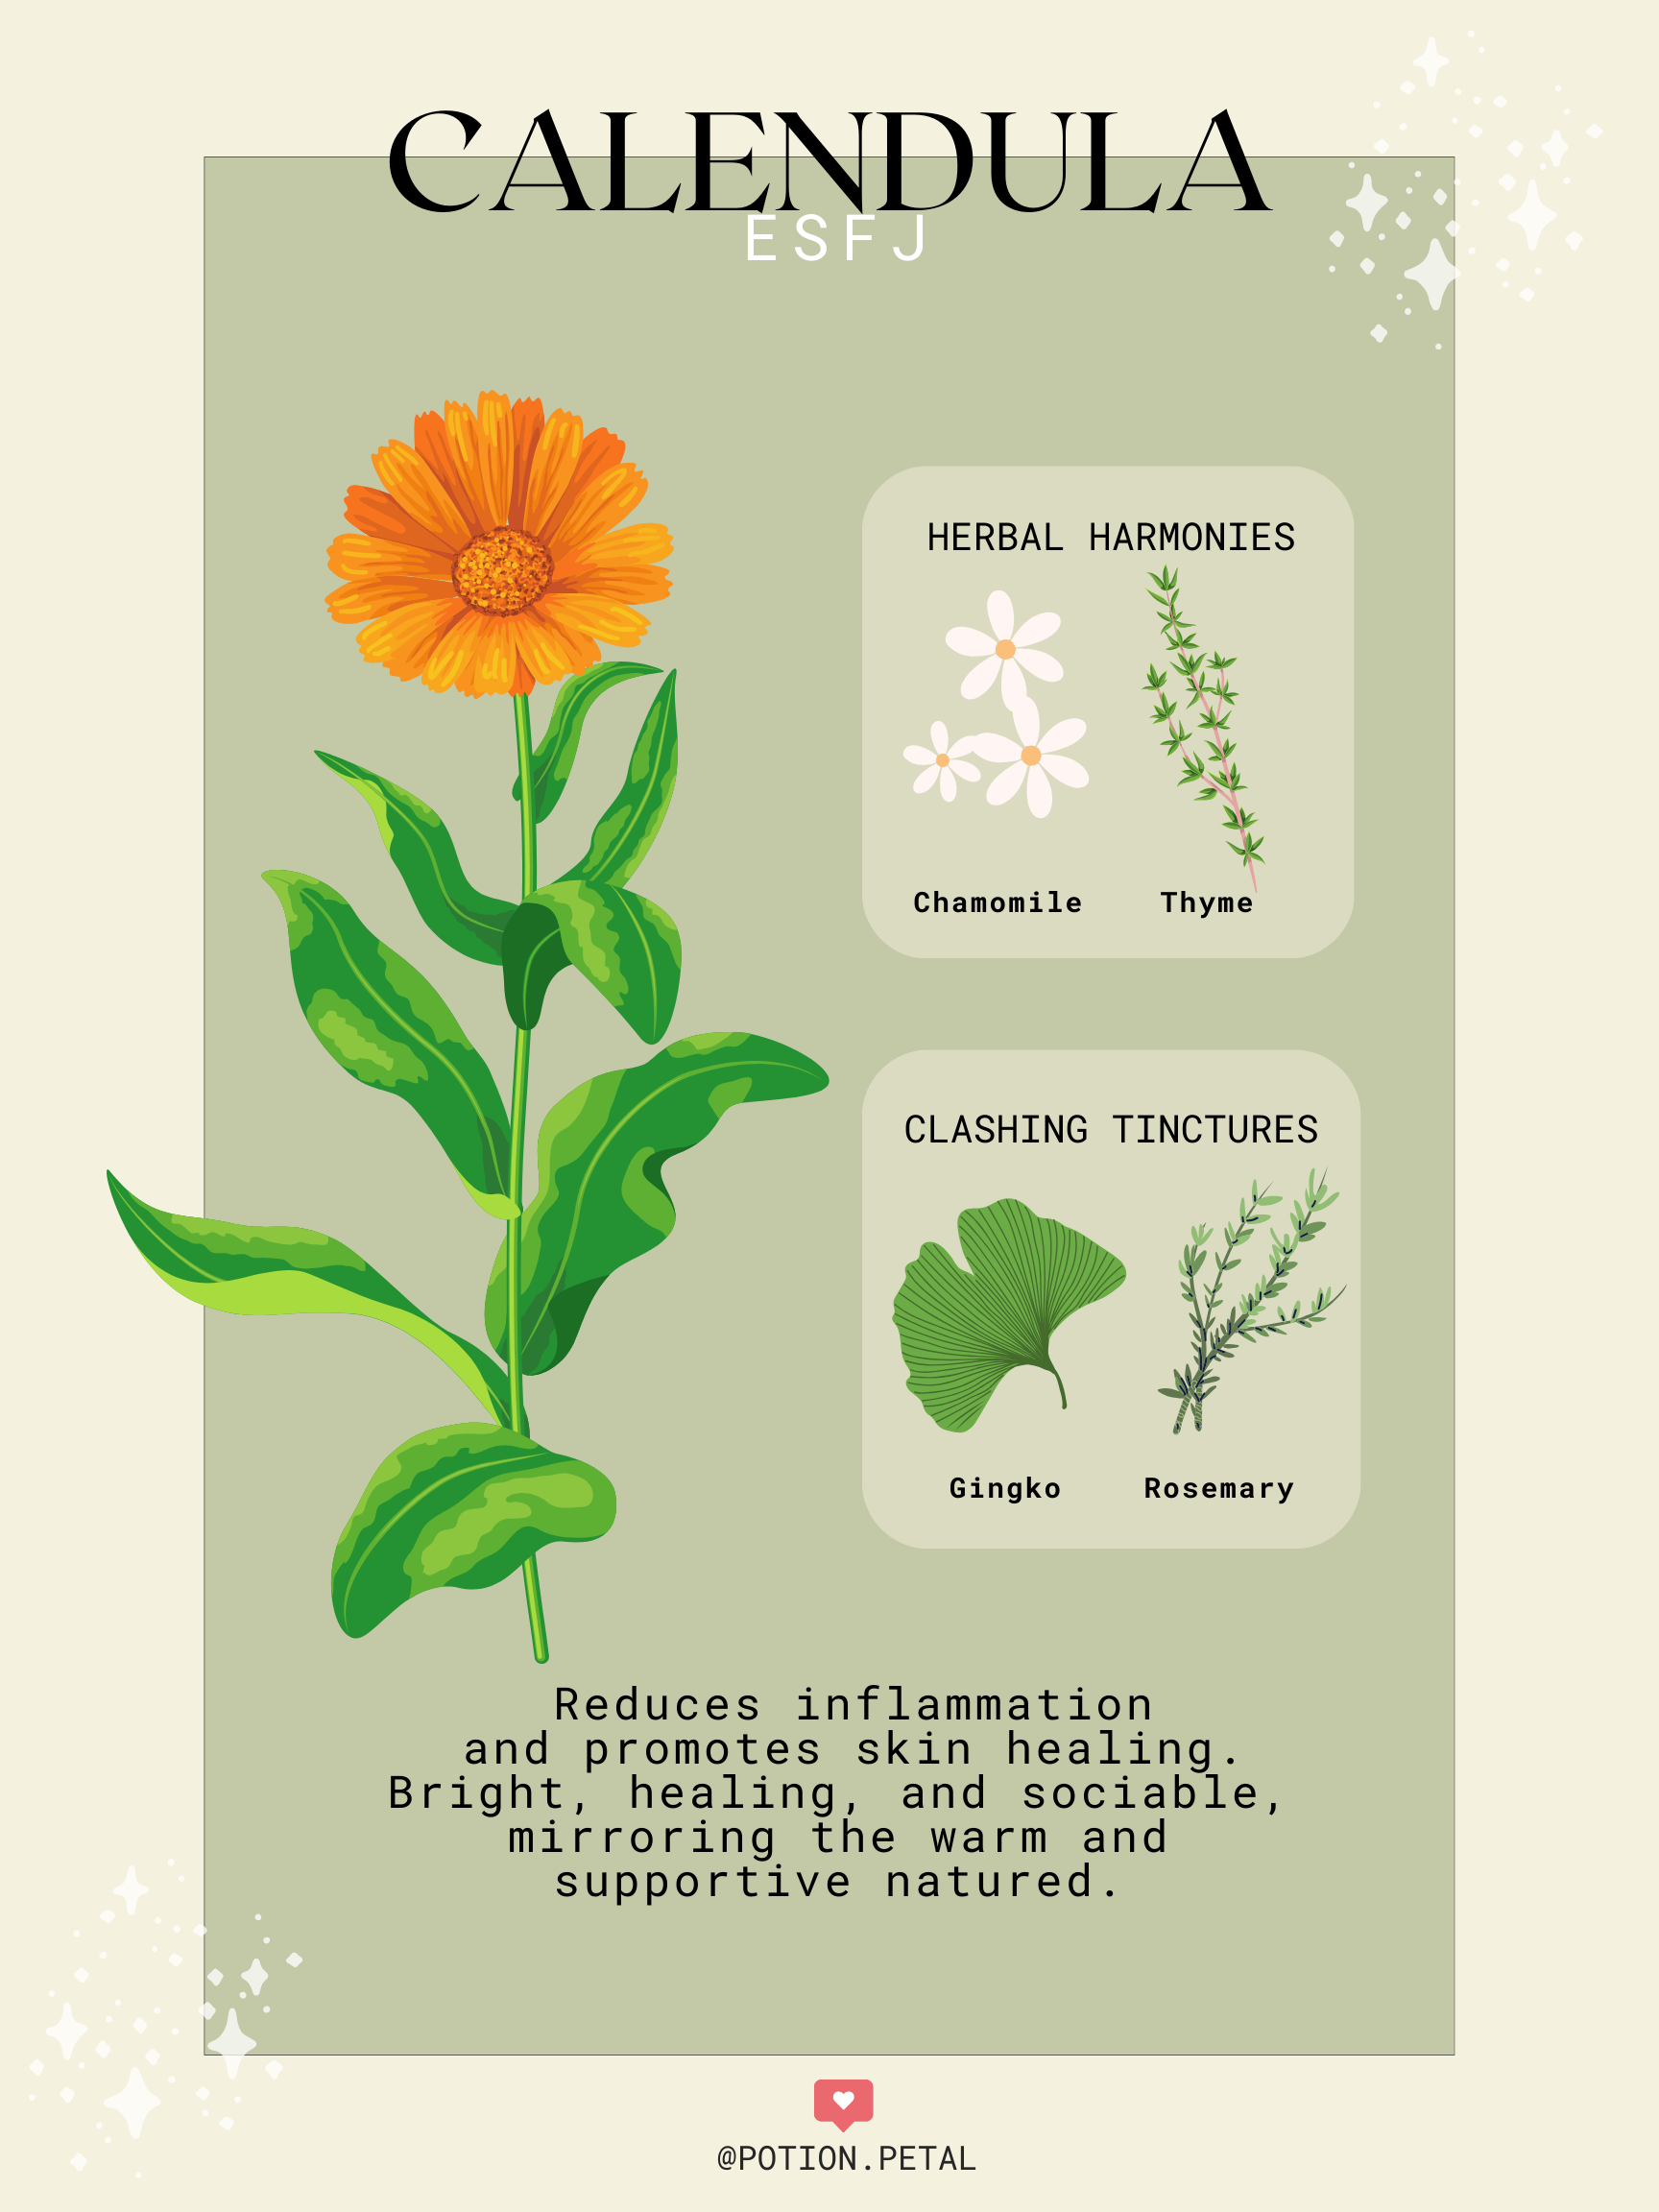 CALENDULA
ESFJ
HERBAL HARMONIES
Chamomile Thyme
CLASHING TINCTURES
Gingko Rosemary
Reduces inflammation
and promotes skin healing.
Bright, healing, and sociable,
mirroring the warm and
supportive natured.
@POTION.PETAL